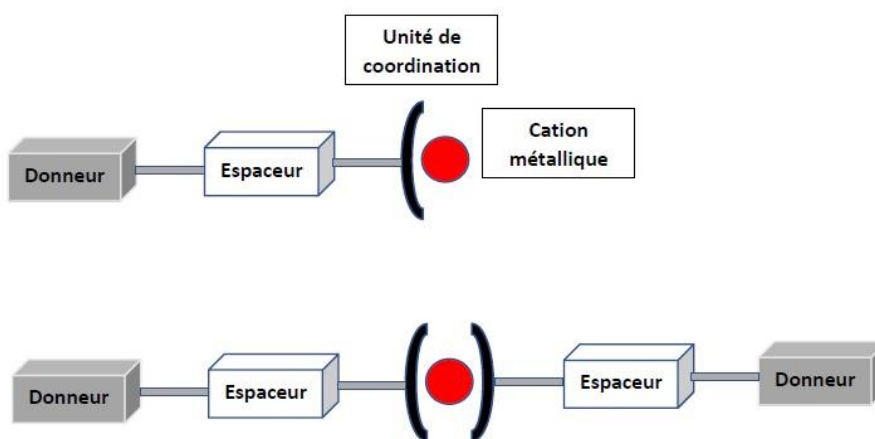 Unité de
coordination
Cation
métallique
Donneur
Espaceur
Donneur
Espaceur
Espaceur
Donneur